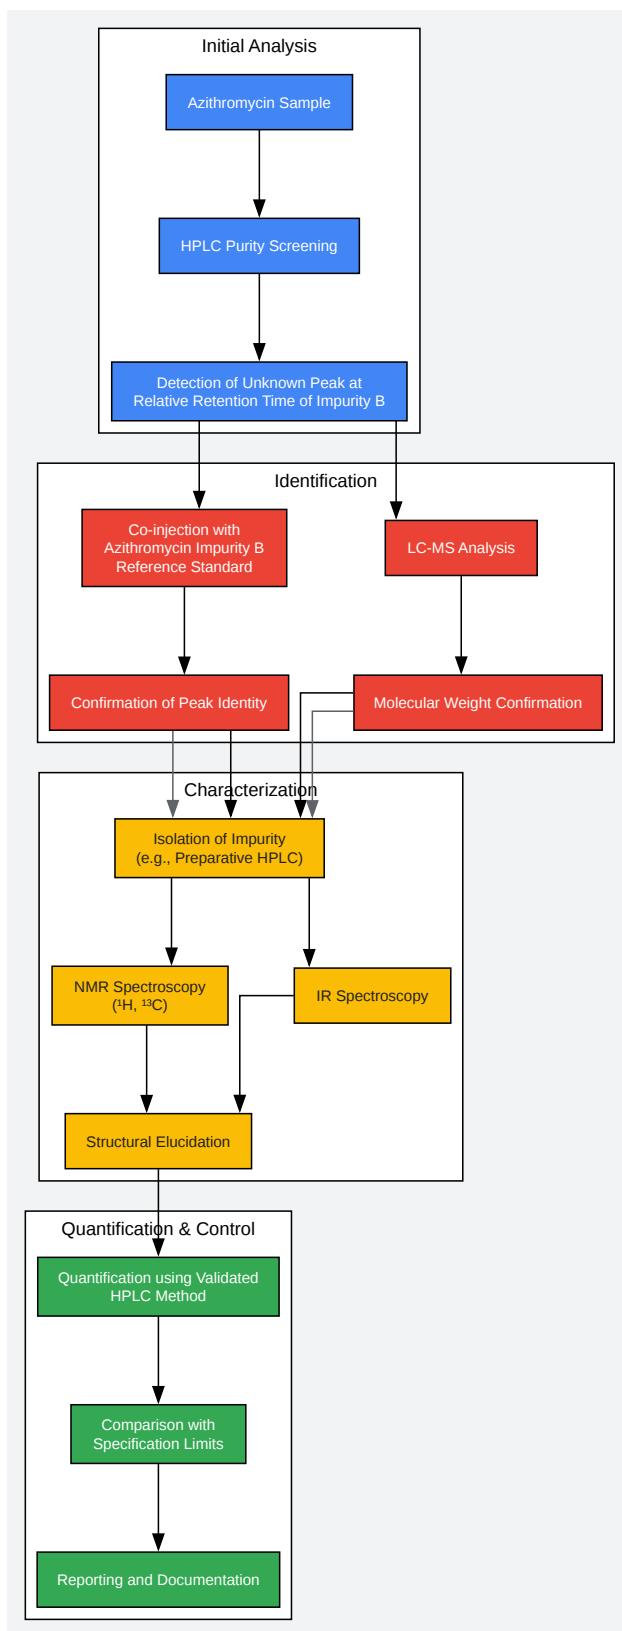 Initial Analysis
Azithromycin Sample
HPLC Purity Screening
Detection of Unknown Peak at
Relative Retention Time of Impurity B
Identification
Co-injection with
Azithromycin Impurity B
Reference Standard
LC-MS Analysis
Confirmation of Peak Identity
Molecular Weight Confirmation
Characterization
Isolation of Impurity
(e.g., Preparative HPLC)
NMR Spectroscopy
(¹H, ¹³C)
IR Spectroscopy
Structural Elucidation
Quantification & Control
Quantification using Validated
HPLC Method
Comparison with
Specification Limits
Reporting and Documentation